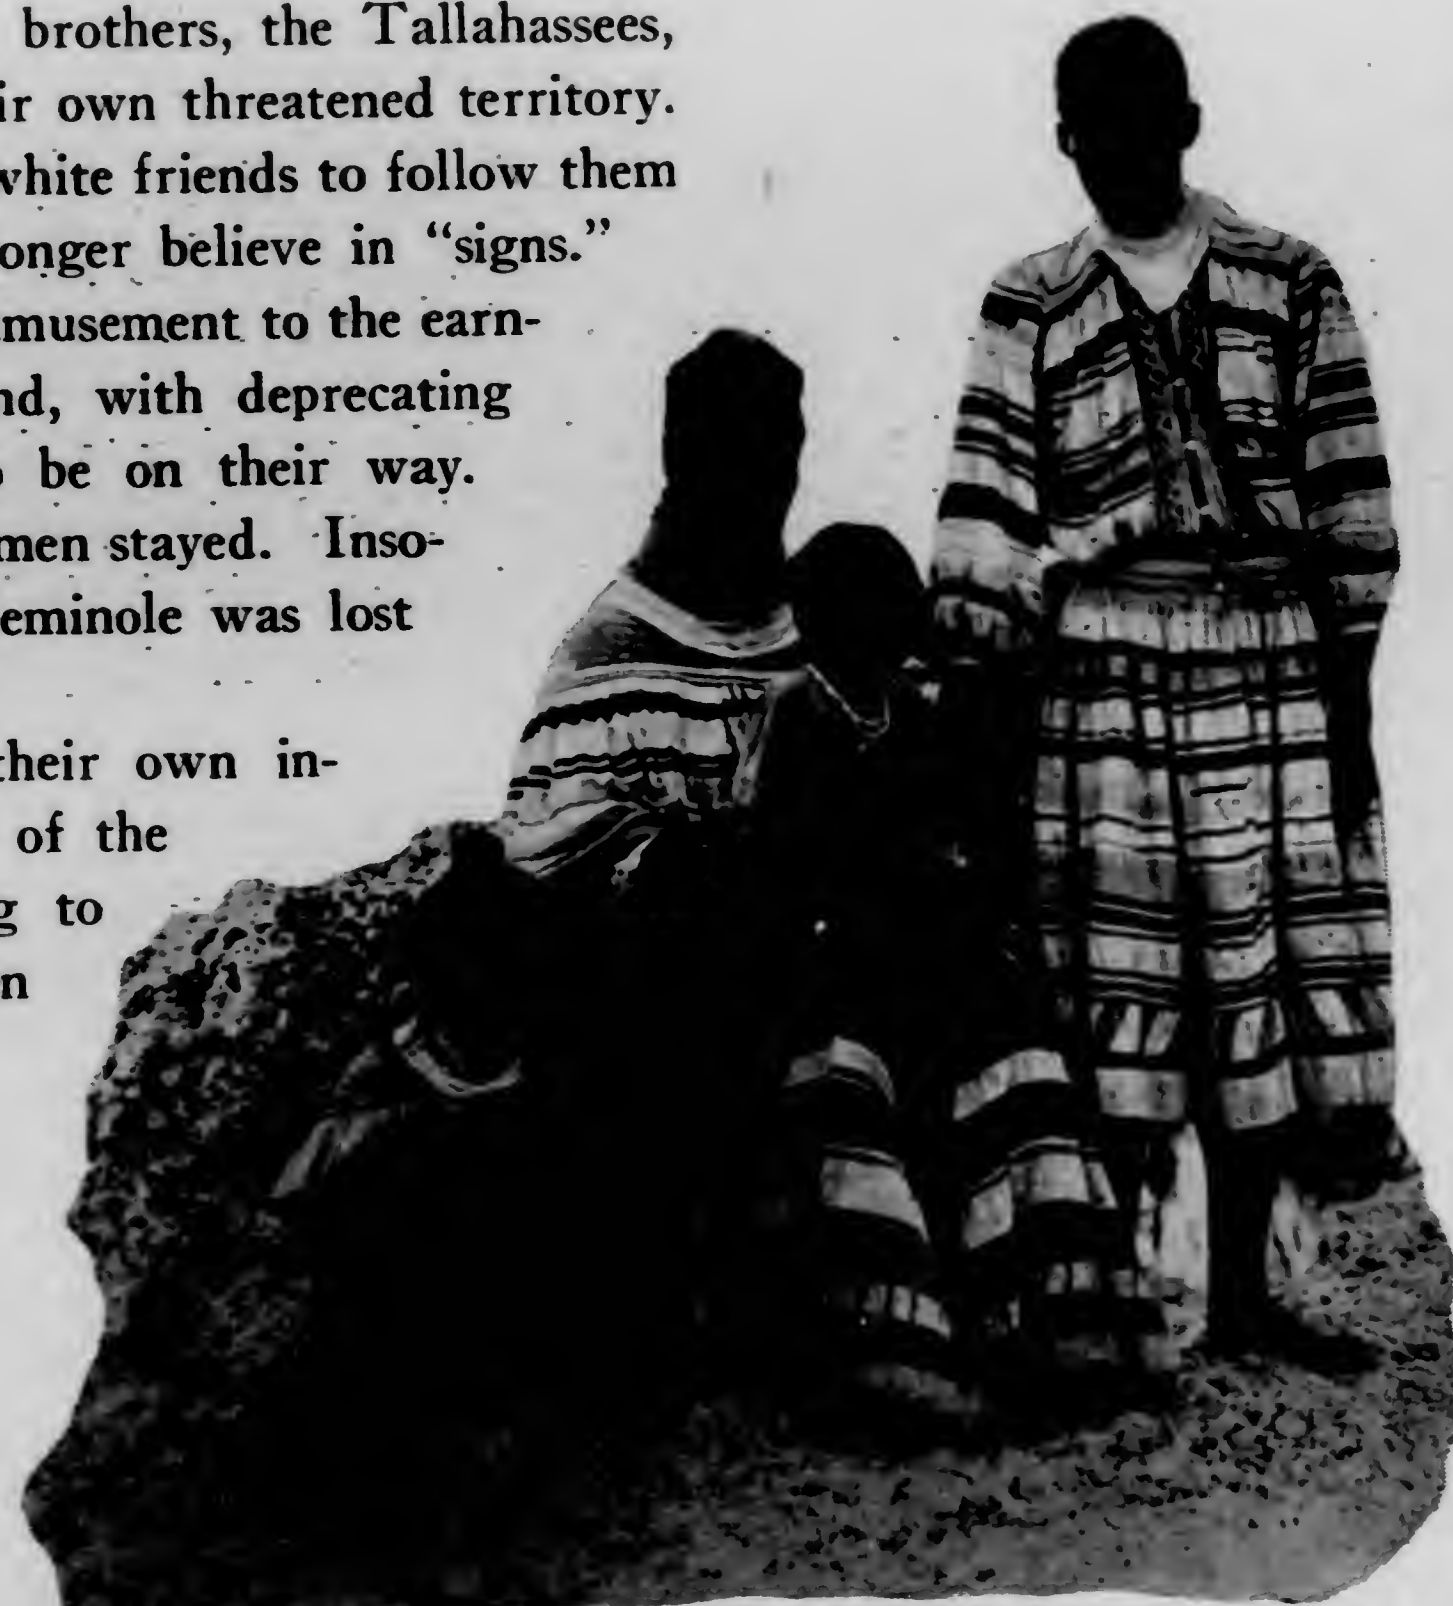 brothers, the Tallahassees,
ir own threatened territory.
white friends to follow them
onger believe in “signs.”
musement to the earn-
nd, with deprecating
be on their way.
men stayed. Inso-
eminole was lost
their own in-
of the
g to
n